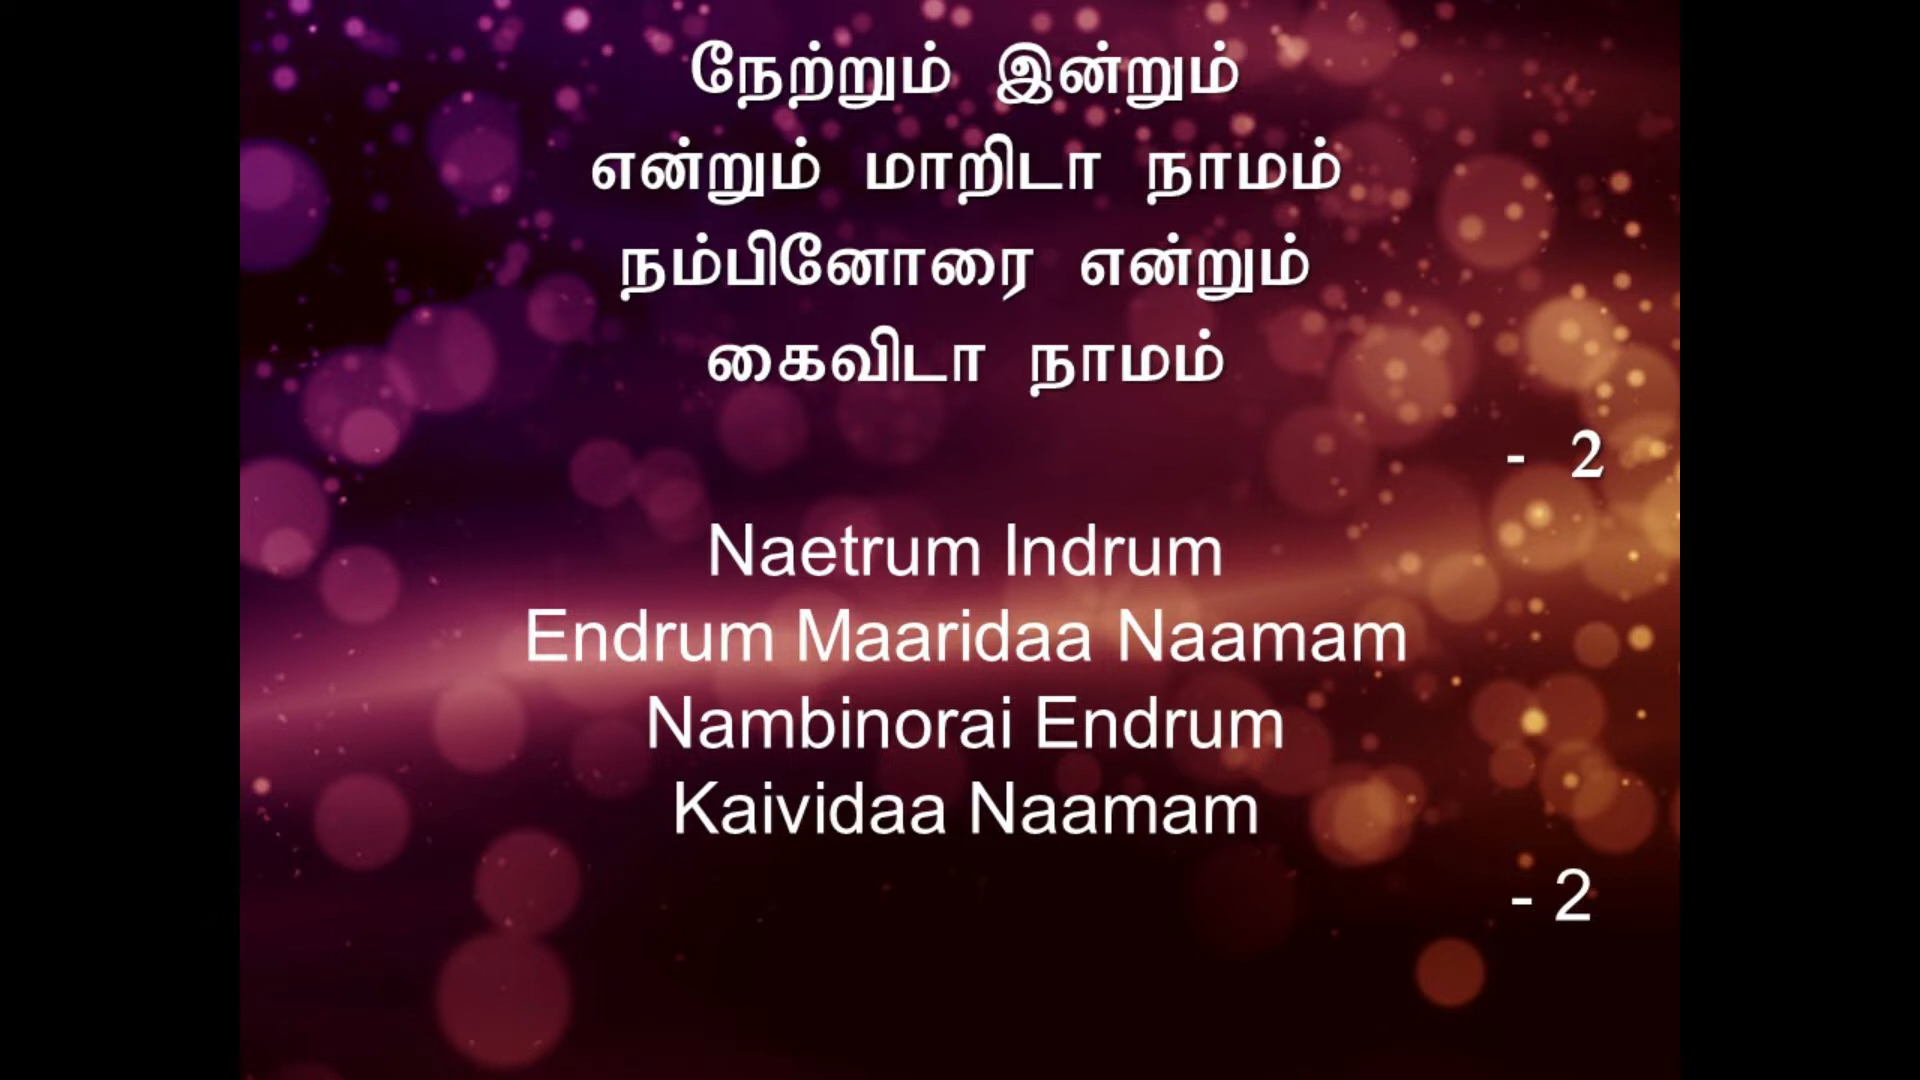 நேற்றும் இன்றும்
என்றும் மாறிடா நாமம்
நம்பினோரை என்றும்
கைவிடா நாமம்
- 2
Naetrum Indrum
Endrum Maaridaa Naamam
Nambinorai Endrum
Kaividaa Naamam
- 2